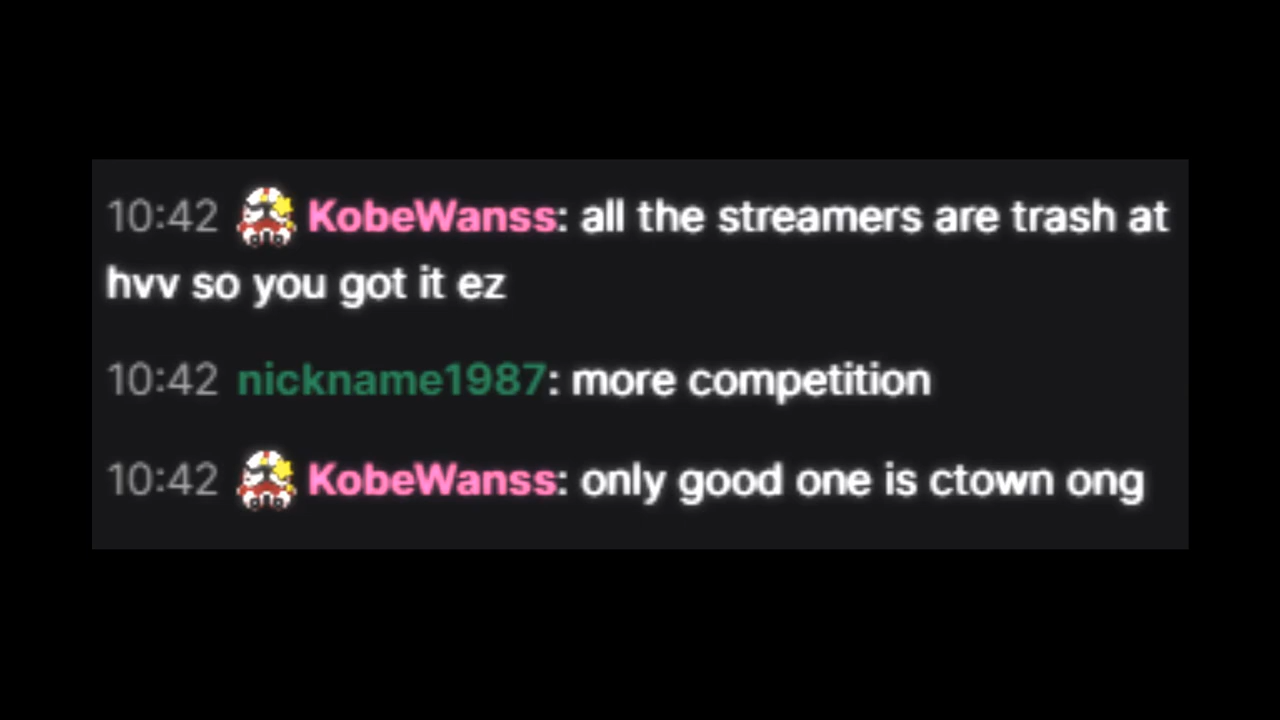 10:42 KobeWanss: all the streamers are trash at
hvv so you got it ez
10:42 nickname1987: more competition
10:42 KobeWanss: only good one is ctown ong